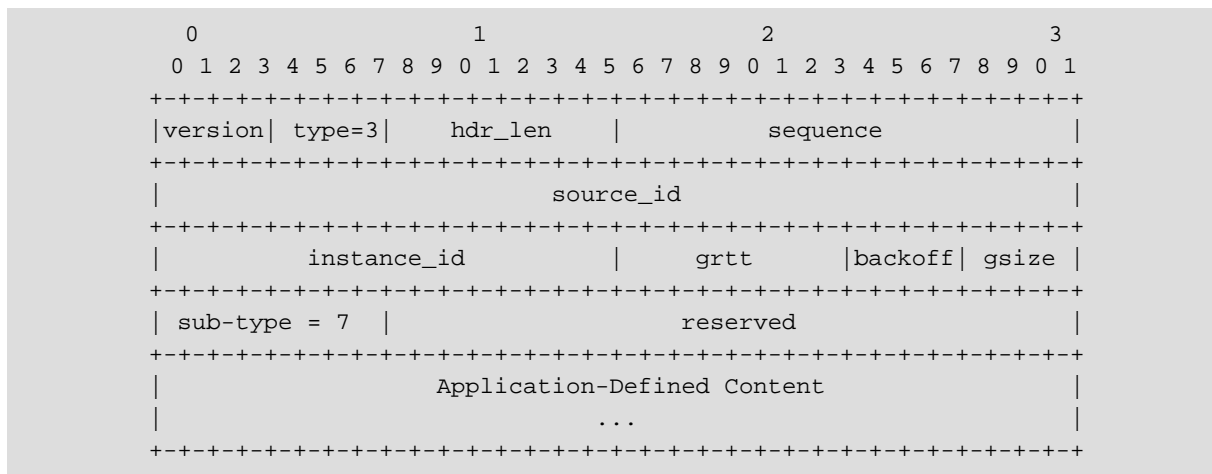 0                   1                   2                   3
 0 1 2 3 4 5 6 7 8 9 0 1 2 3 4 5 6 7 8 9 0 1 2 3 4 5 6 7 8 9 0 1
+-+-+-+-+-+-+-+-+-+-+-+-+-+-+-+-+-+-+-+-+-+-+-+-+-+-+-+-+-+-+-+-+
|version| type=3|    hdr_len    |          sequence             |
+-+-+-+-+-+-+-+-+-+-+-+-+-+-+-+-+-+-+-+-+-+-+-+-+-+-+-+-+-+-+-+-+
|                           source_id                           |
+-+-+-+-+-+-+-+-+-+-+-+-+-+-+-+-+-+-+-+-+-+-+-+-+-+-+-+-+-+-+-+-+
|          instance_id          |     grtt      |backoff| gsize |
+-+-+-+-+-+-+-+-+-+-+-+-+-+-+-+-+-+-+-+-+-+-+-+-+-+-+-+-+-+-+-+-+
| sub-type = 7  |                    reserved                   |
+-+-+-+-+-+-+-+-+-+-+-+-+-+-+-+-+-+-+-+-+-+-+-+-+-+-+-+-+-+-+-+-+
|                   Application-Defined Content                 |
|                              ...                              |
+-+-+-+-+-+-+-+-+-+-+-+-+-+-+-+-+-+-+-+-+-+-+-+-+-+-+-+-+-+-+-+-+